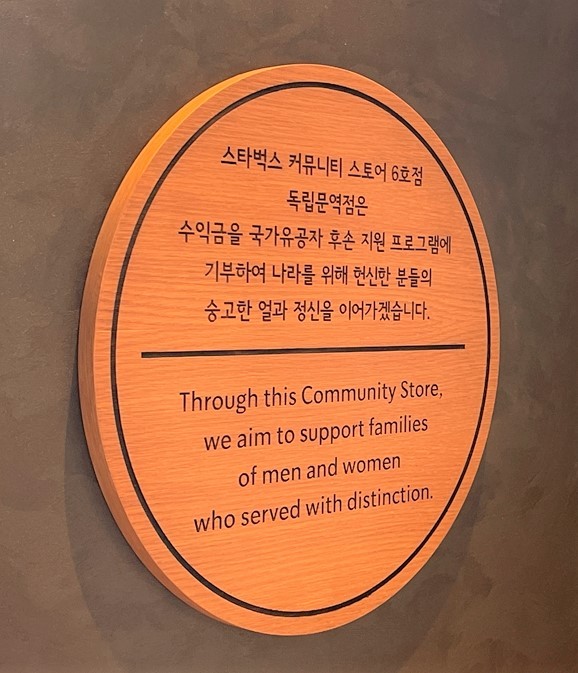 스타벅스 커뮤니티 스토어 6호점
독립문역점은
수익금을 국가유공자 후손 지원 프로그램에
기부하여 나라를 위해 헌신한 분들의
숭고한 얼과 정신을 이어가겠습니다.
Through this Community Store,
we aim to support families
of men and women
who served with distinction.